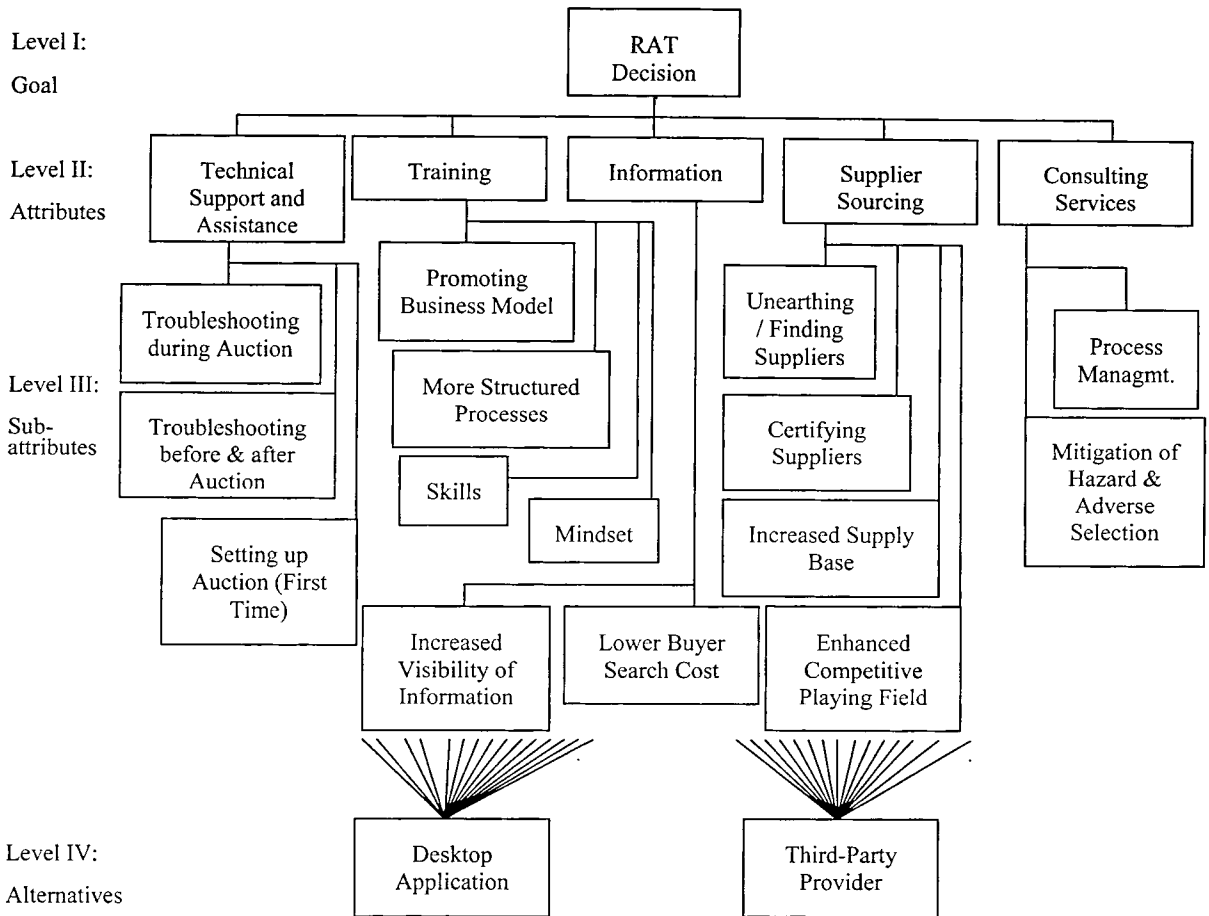 Level I:
Goal
RAT
Decision
Level II:
Attributes
Technical
Support and
Assistance
Training
Information
Supplier
Sourcing
Consulting
Services
Level III:
Sub-
attributes
Troubleshooting
during Auction
Troubleshooting
before & after
Auction
Setting up
Auction (First
Time)
Promoting
Business Model
More Structured
Processes
Skills
Mindset
Increased
Visibility of
Information
Lower Buyer
Search Cost
Unearthing
/ Finding
Suppliers
Certifying
Suppliers
Increased Supply
Base
Enhanced
Competitive
Playing Field
Process
Managmt.
Mitigation of
Hazard &
Adverse
Selection
Level IV:
Alternatives
Desktop
Application
Third-Party
Provider